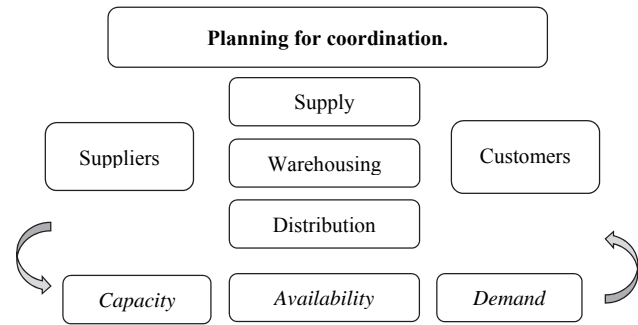 Planning for coordination.
Supply
Suppliers
Warehousing
Customers
Distribution
Capacity
Availability
Demand